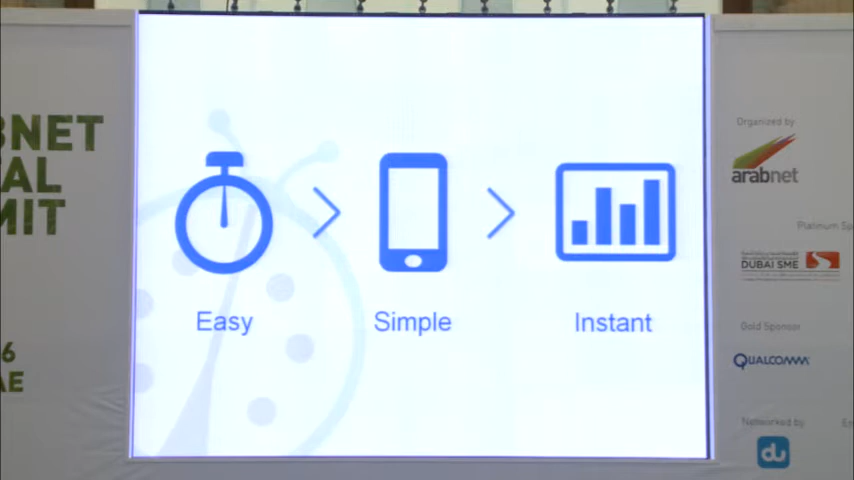 BNET
AL
MIT
6
AE
Easy
Simple
Instant
Organized by
arabnet
Platinum Sp
DUBAI SME
Gold Sponsor
QUALCOMM
Networked by
du